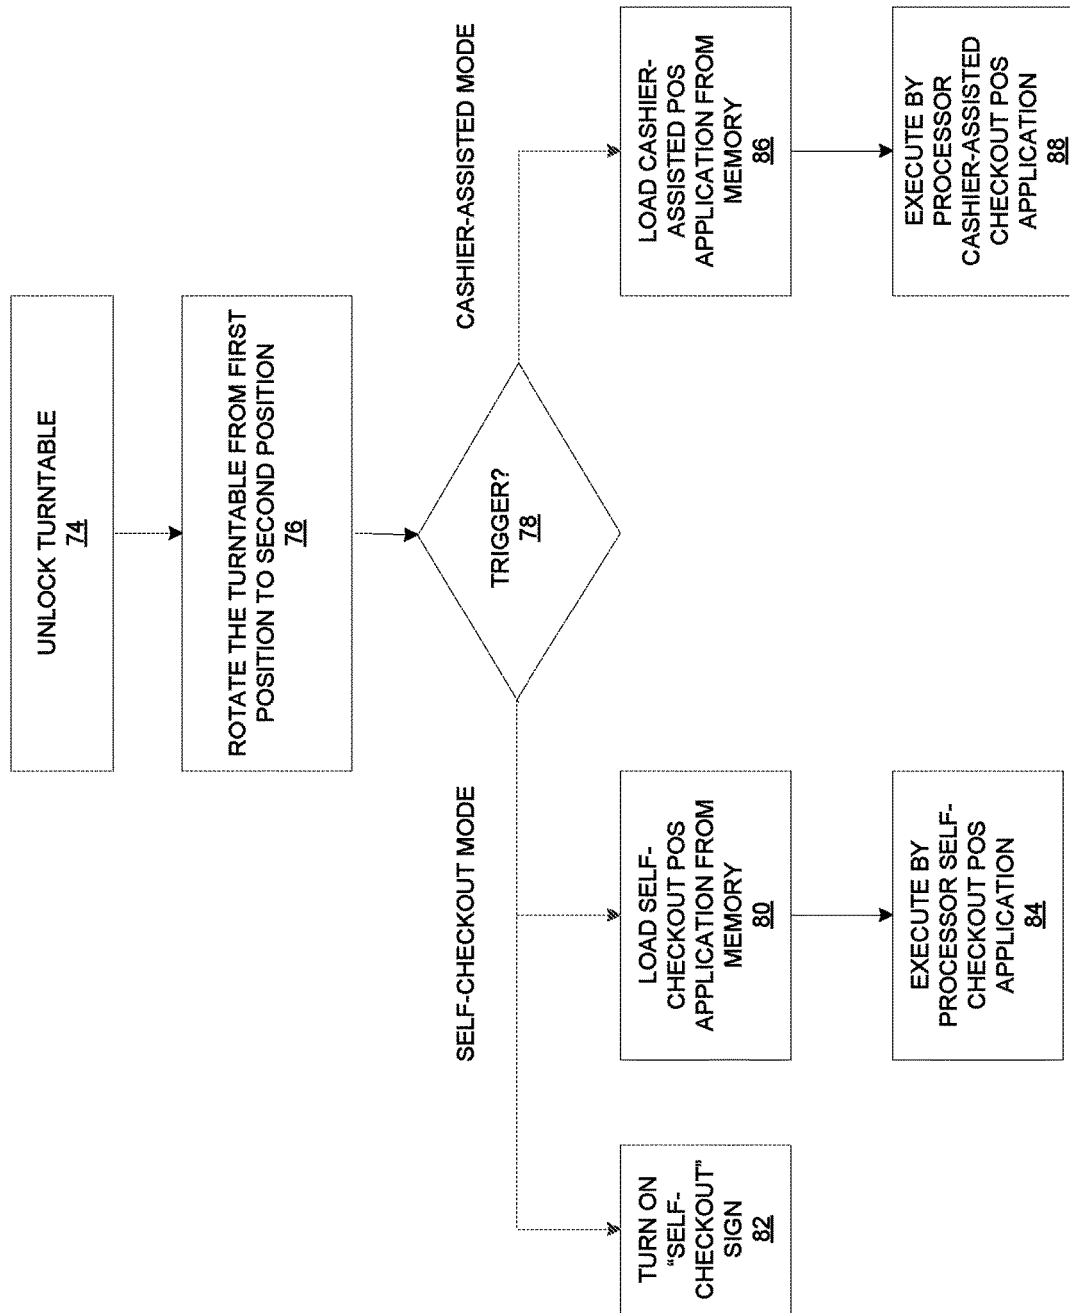 UNLOCK TURNTABLE
74
ROTATE THE TURNTABLE FROM FIRST
POSITION TO SECOND POSITION
76
TRIGGER?
78
SELF-CHECKOUT MODE
CASHIER-ASSISTED MODE
TURN ON
“SELF-
CHECKOUT”
SIGN
82
LOAD SELF-
CHECKOUT POS
APPLICATION FROM
MEMORY
80
EXECUTE BY
PROCESSOR SELF-
CHECKOUT POS
APPLICATION
84
LOAD CASHIER-
ASSISTED POS
APPLICATION FROM
MEMORY
86
EXECUTE BY
PROCESSOR
CASHIER-ASSISTED
CHECKOUT POS
APPLICATION
88